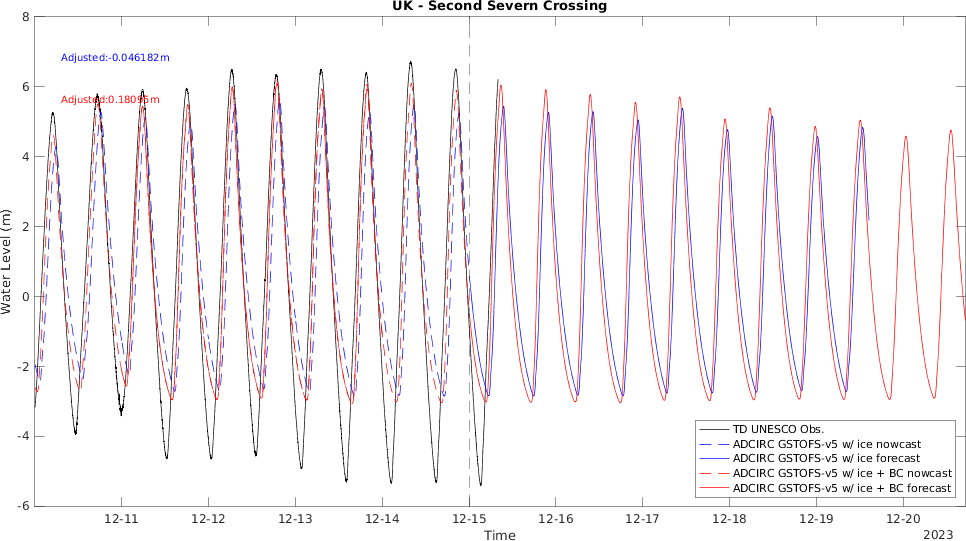 UK - Second Severn Crossing
8
6
4
2
0
-2
-4
-6
Water Level (m)
Adjusted:-0.046182m
Adjusted:0.18095m
TD UNESCO Obs.
ADCIRC GSTOFS-v5 w/ ice nowcast
ADCIRC GSTOFS-v5 w/ ice forecast
ADCIRC GSTOFS-v5 w/ ice + BC nowcast
ADCIRC GSTOFS-v5 w/ ice + BC forecast
12-11 12-12 12-13 12-14 12-15 12-16 12-17 12-18 12-19 12-20
Time
2023